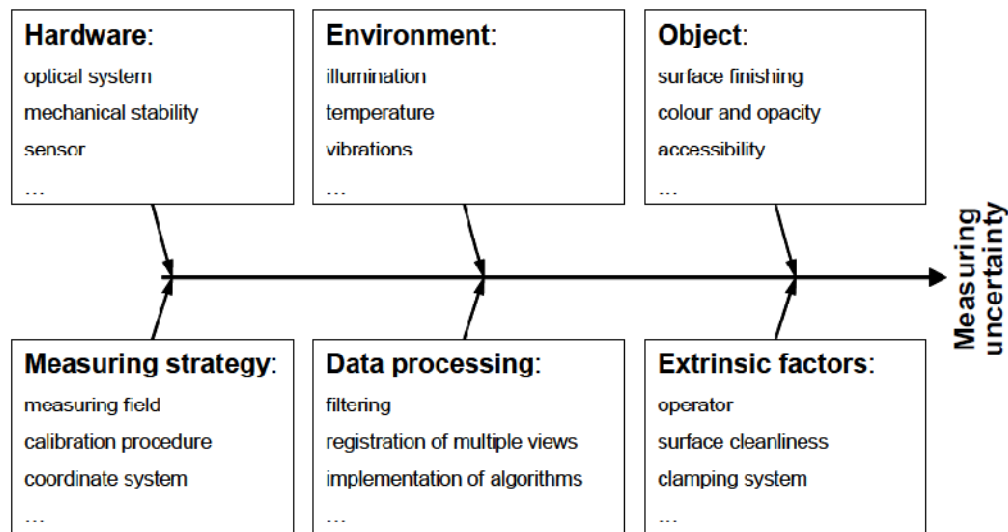 Hardware:
optical system
mechanical stability
sensor
...
Environment:
illumination
temperature
vibrations
...
Object:
surface finishing
colour and opacity
accessibility
...
Measuring
uncertainty
Measuring strategy:
measuring field
calibration procedure
coordinate system
...
Data processing:
filtering
registration of multiple views
implementation of algorithms
...
Extrinsic factors:
operator
surface cleanliness
clamping system
...